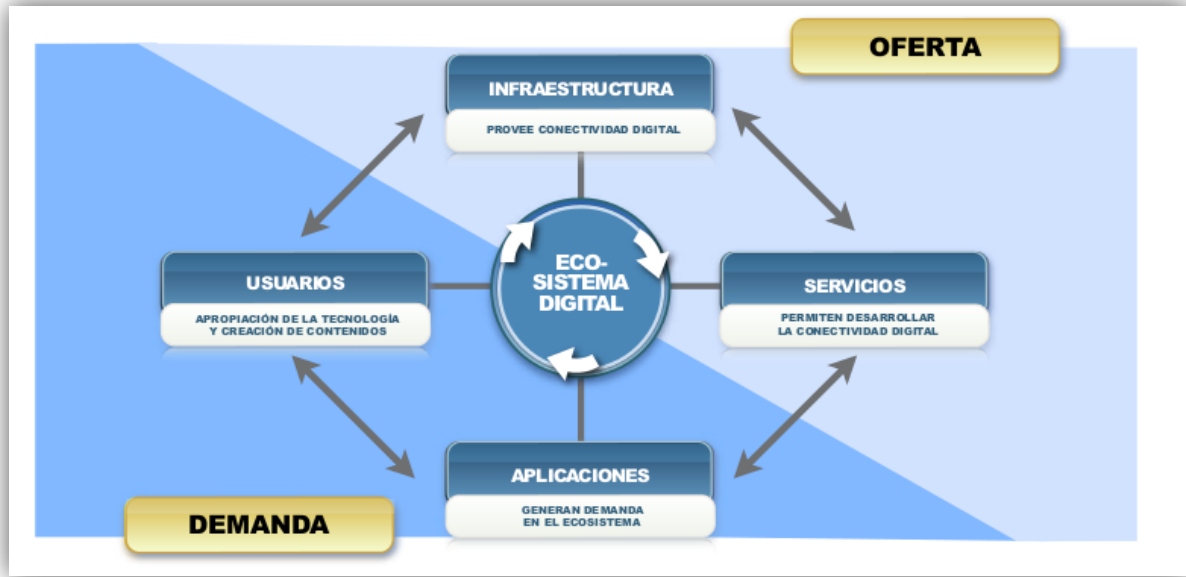 OFERTA
INFRAESTRUCTURA
PROVEE CONECTIVIDAD DIGITAL
USUARIOS
APROPIACIÓN DE LA TECNOLOGÍA
Y CREACIÓN DE CONTENIDOS
ECO-
SISTEMA
DIGITAL
SERVICIOS
PERMITEN DESARROLLAR
LA CONECTIVIDAD DIGITAL
APLICACIONES
GENERAN DEMANDA
EN EL ECOSISTEMA
DEMANDA